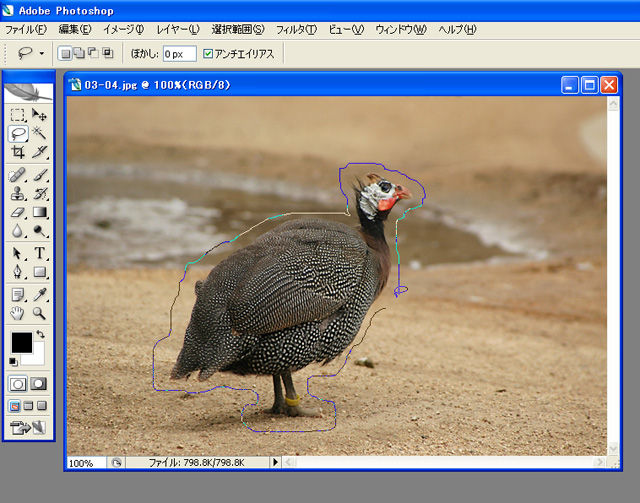 Adobe Photoshop
ファイル(F) 編集(E) イメージ(I) レイヤー(L) 選択範囲(S) フィルタ(T) ビュー(V) ウィンドウ(W) ヘルプ(H)
ぼかし: 0 px アンチエイリアス
03-04.jpg @ 100%(RGB/8)
T
100% ファイル: 798.8K/798.8K